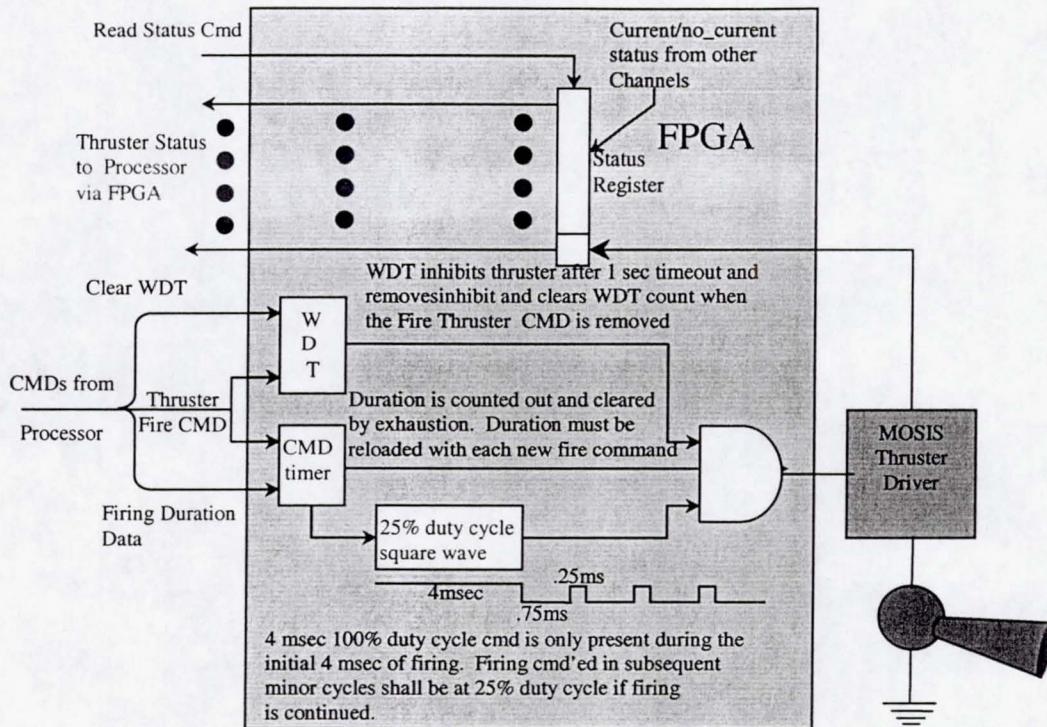 Read Status Cmd
Current/no_current
status from other
Channels
FPGA
Thruster Status
to Processor
via FPGA
Status
Register
WDT inhibits thruster after 1 sec timeout and
removesinhibit and clears WDT count when
the Fire Thruster CMD is removed
Clear WDT
W
D
T
CMDs from
Processor
Thruster
Fire CMD
Duration is counted out and cleared
by exhaustion. Duration must be
reloaded with each new fire command
CMD
timer
MOSIS
Thruster
Driver
Firing Duration
Data
25% duty cycle
square wave
4msec
.25ms
.75ms
4 msec 100% duty cycle cmd is only present during the
initial 4 msec of firing. Firing cmd'ed in subsequent
minor cycles shall be at 25% duty cycle if firing
is continued.